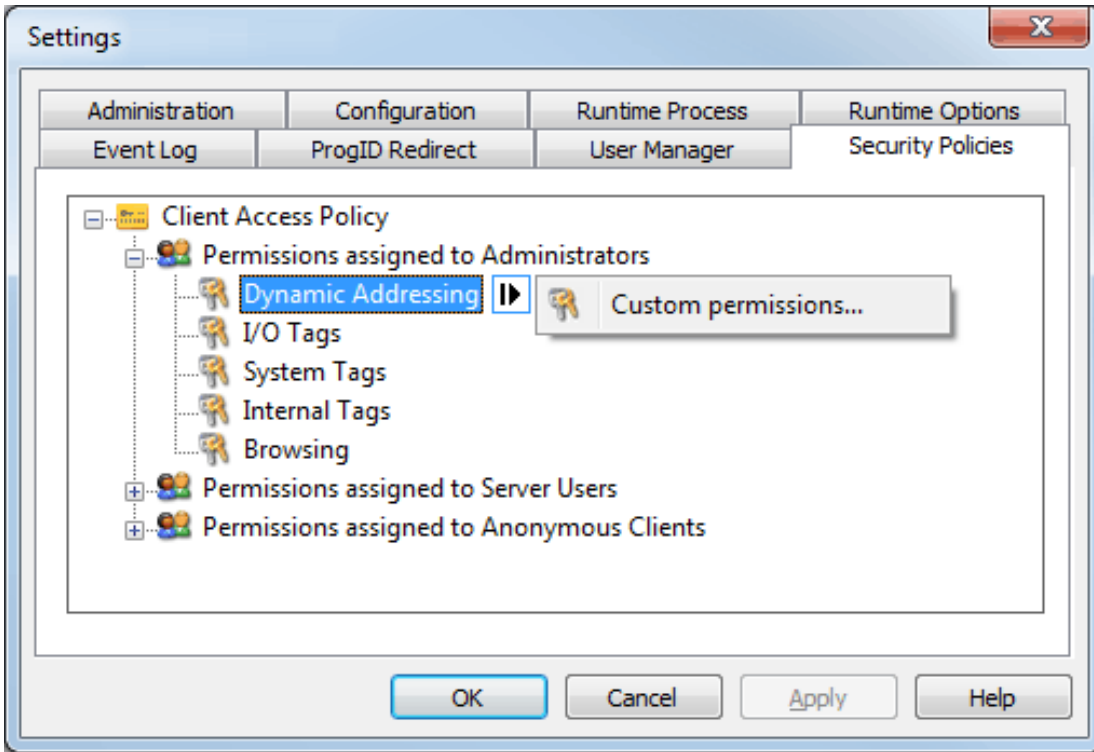 Settings
Administration Configuration Runtime Process Runtime Options
Event Log ProgID Redirect User Manager Security Policies
Client Access Policy
Permissions assigned to Administrators
Dynamic Addressing Custom permissions...
I/O Tags
System Tags
Internal Tags
Browsing
Permissions assigned to Server Users
Permissions assigned to Anonymous Clients
OK Cancel Apply Help